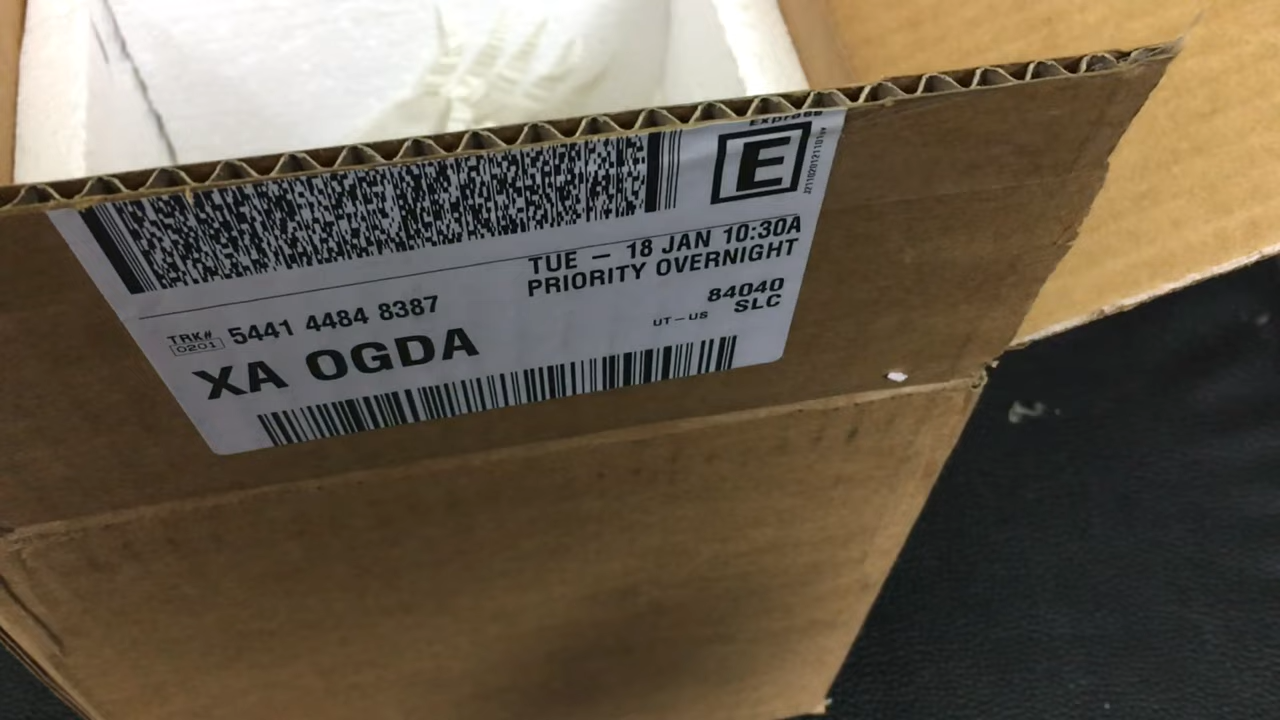 Express
E
TUE — 18 JAN 10:30A
PRIORITY OVERNIGHT
TRK# 5441 4484 8387
0201
84040
UT-US SLC
XA OGDA